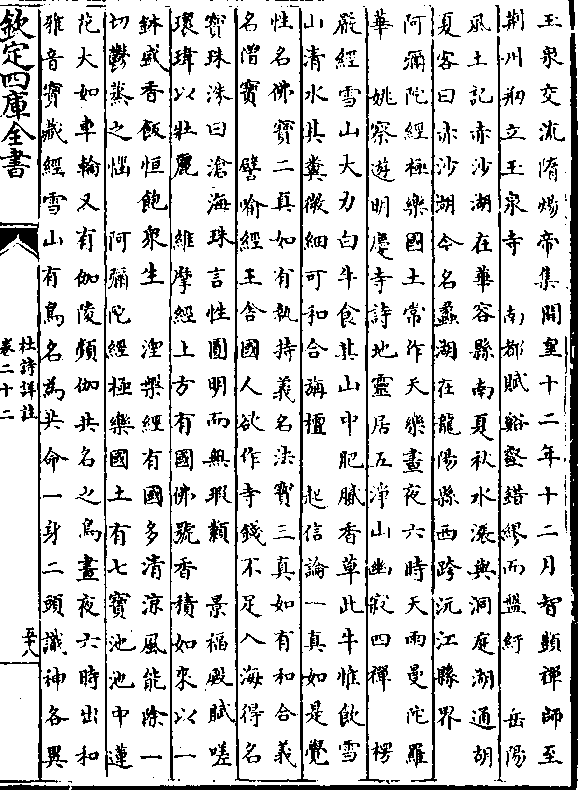 玉泉交流隋煬帝集開皇十二年十二月智顗禪師至
荆州刱立玉泉寺　南都賦谿壑錯繆而盤紆　岳陽
風土記赤沙湖在華容縣南夏秋水漲與洞庭湖通胡
夏客曰赤沙湖今名蠡湖在龍陽縣西跨沅江縣界
阿彌陀經極樂國土常作天樂晝夜六時天雨曼陀羅
華　姚察遊明慶寺詩地靈居五淨山幽寂四禪　楞
嚴經雪山大力白牛食其山中肥膩香草此牛惟飲雪
山清水其糞微細可和合旃檀　起信論一真如是覺
性名佛寶二真如有執持義名法寶三真如有和合義
名僧寶　譬喻經王舍國人欲作寺錢不足入海得名
寶珠洙曰滄海珠言性圓明而無瑕纇　景福殿賦嗟
瓌瑋以壯麗　維摩經上方有國佛號香積如來以一
鉢盛香飯恒飽衆生　涅槃經有國多清涼風能除一
切鬱蒸之惱　阿彌陀經極樂國土有七寶池池中蓮
花大如車輪又有伽陵頻伽共名之鳥晝夜六時出和
雅音寶藏經雪山有鳥名為共命一身二頭識神各異
欽定四庫全書
杜詩詳註
卷二十二
五十八